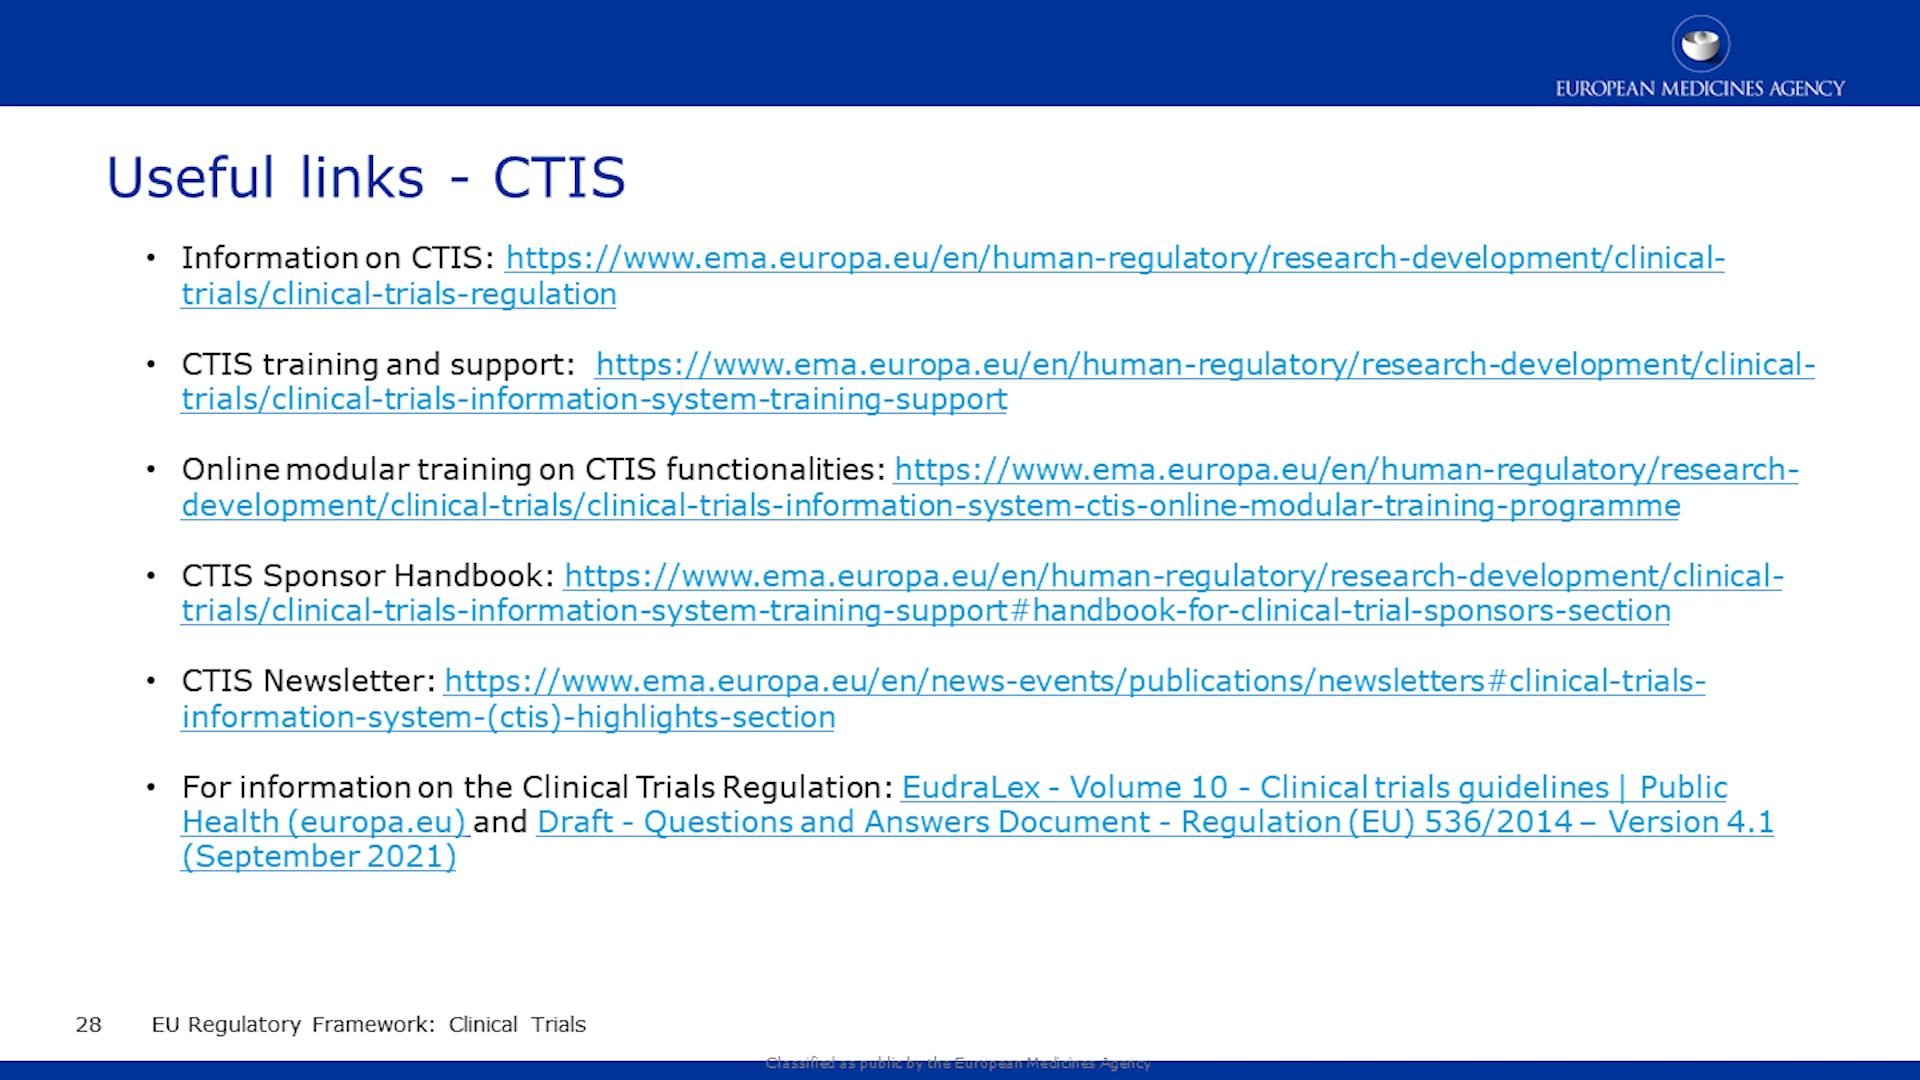 EUROPEAN MEDICINES AGENCY
Useful links - CTIS
• Information on CTIS: https://www.ema.europa.eu/en/human-regulatory/research-development/clinical-
trials/clinical-trials-regulation
• CTIS training and support: https://www.ema.europa.eu/en/human-regulatory/research-development/clinical-
trials/clinical-trials-information-system-training-support
• Online modular training on CTIS functionalities: https://www.ema.europa.eu/en/human-regulatory/research-
development/clinical-trials/clinical-trials-information-system-ctis-online-modular-training-programme
• CTIS Sponsor Handbook: https://www.ema.europa.eu/en/human-regulatory/research-development/clinical-
trials/clinical-trials-information-system-training-support#handbook-for-clinical-trial-sponsors-section
• CTIS Newsletter: https://www.ema.europa.eu/en/news-events/publications/newsletters#clinical-trials-
information-system-(ctis)-highlights-section
• For information on the Clinical Trials Regulation: EudraLex - Volume 10 - Clinical trials guidelines | Public
Health (europa.eu) and Draft - Questions and Answers Document - Regulation (EU) 536/2014 – Version 4.1
(September 2021)
28 EU Regulatory Framework: Clinical Trials
Classified as public by the European Medicines Agency